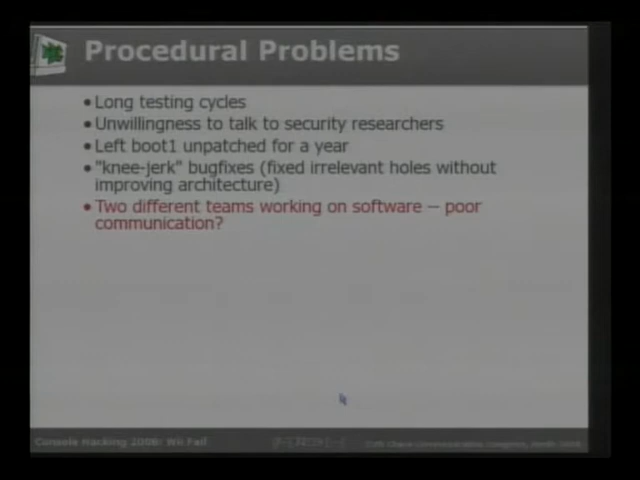 Procedural Problems
• Long testing cycles
• Unwillingness to talk to security researchers
• Left boot1 unpatched for a year
• "knee-jerk" bugfixes (fixed irrelevant holes without
improving architecture)
• Two different teams working on software — poor
communication?
Console Hacking 2008: Wii Fail